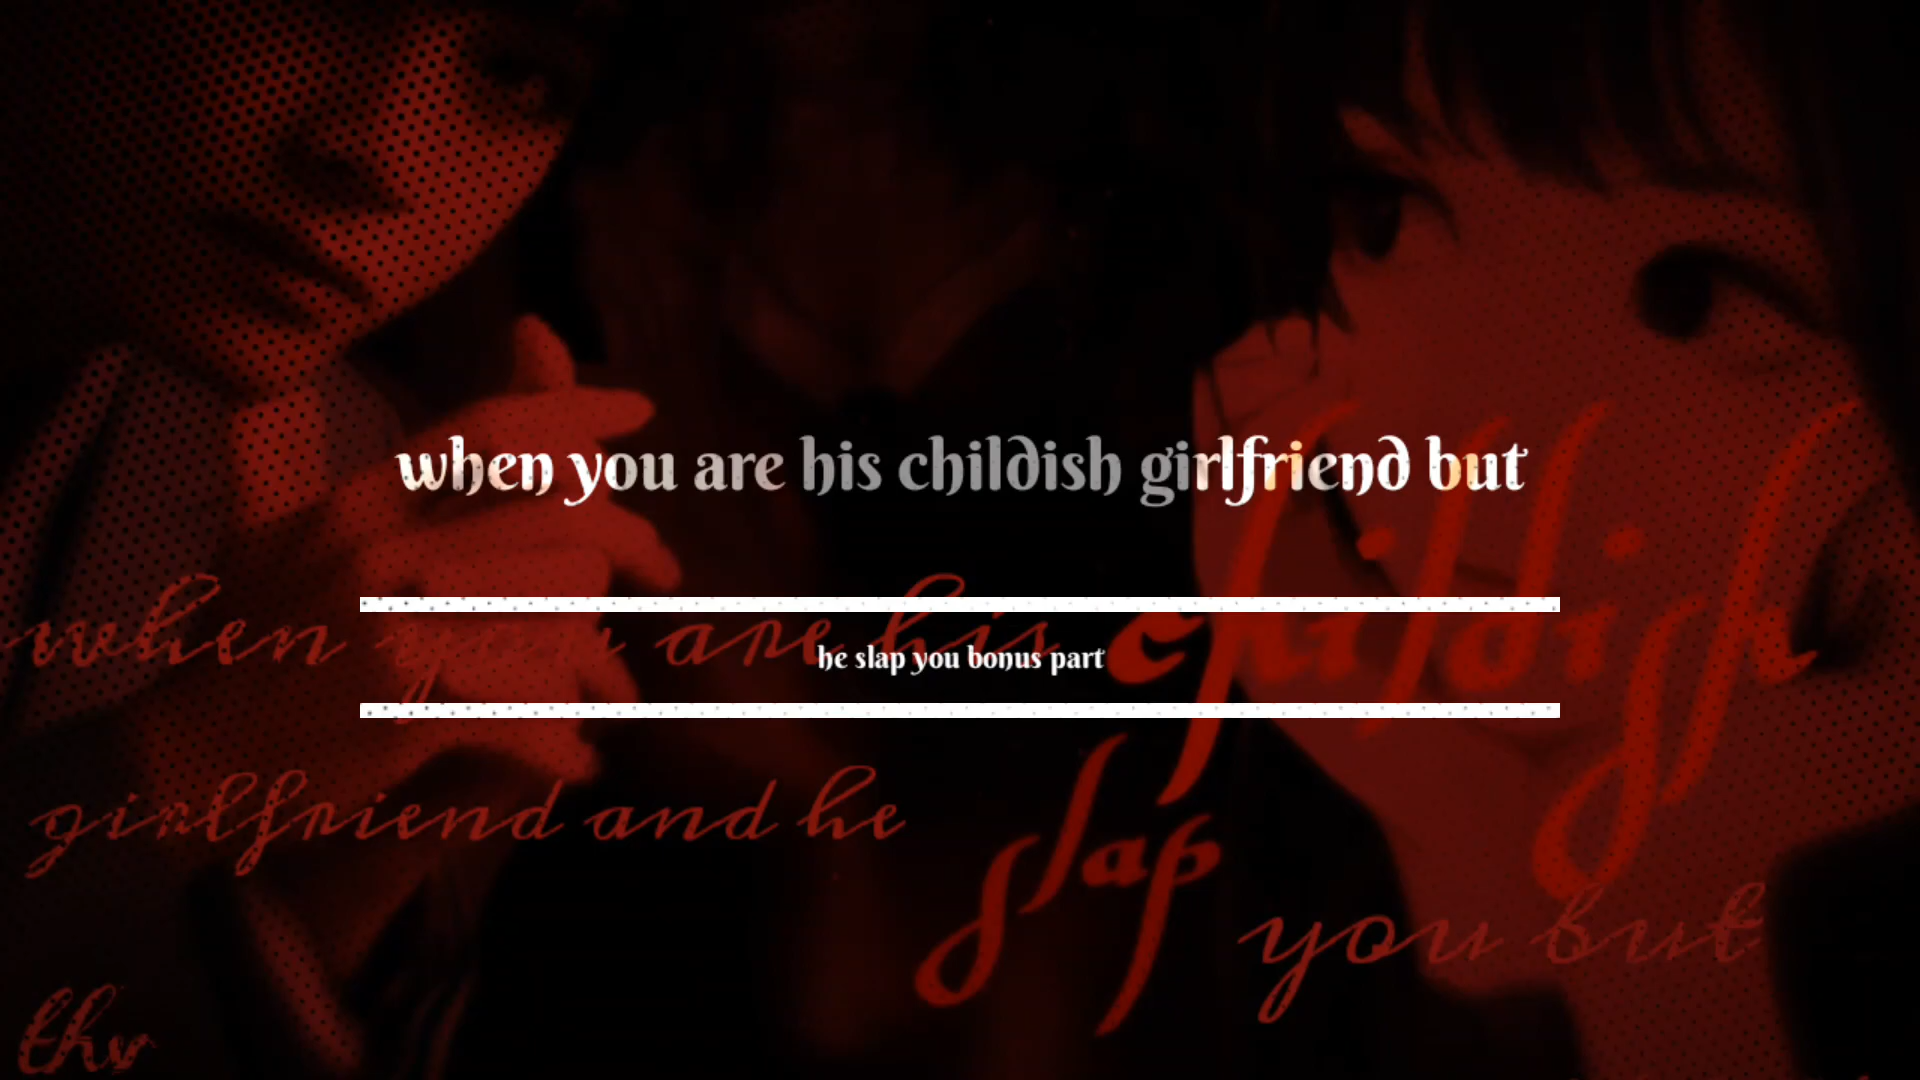 when you are his childish girlfriend but
he slap you bonus part
when you are his childish
girlfriend and he slap you but
thv